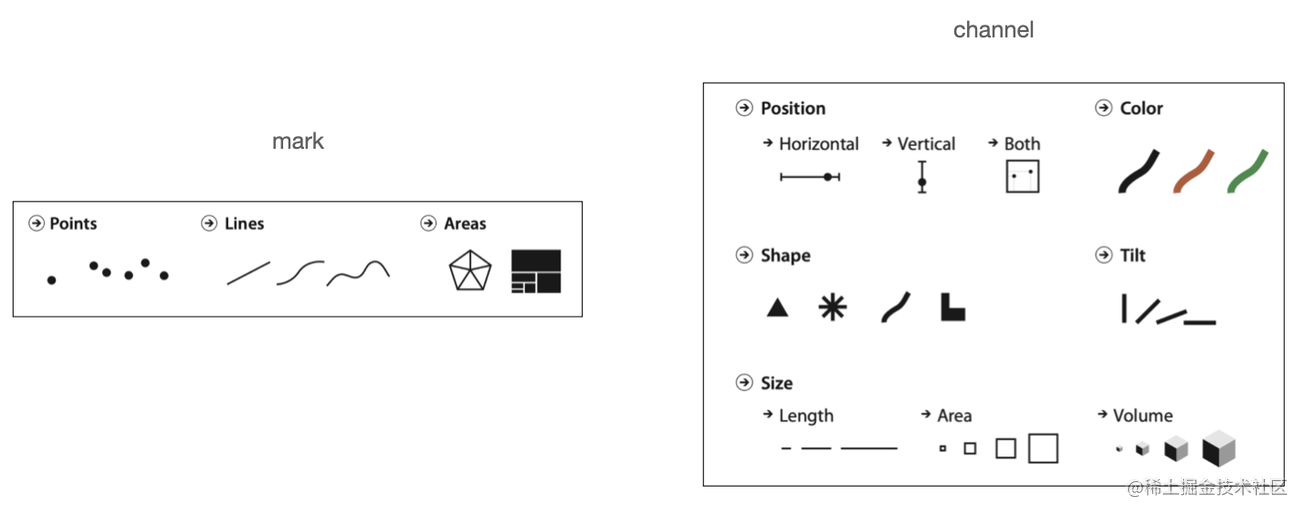 channel
mark
Points
Lines
Areas
Position
Color
Horizontal
Vertical
Both
Shape
Tilt
Size
Length
Area
Volume
@稀土掘金技术社区